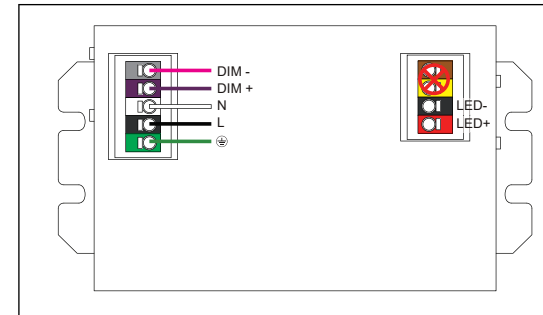 DIM -
DIM +
N
L
LED-
LED+